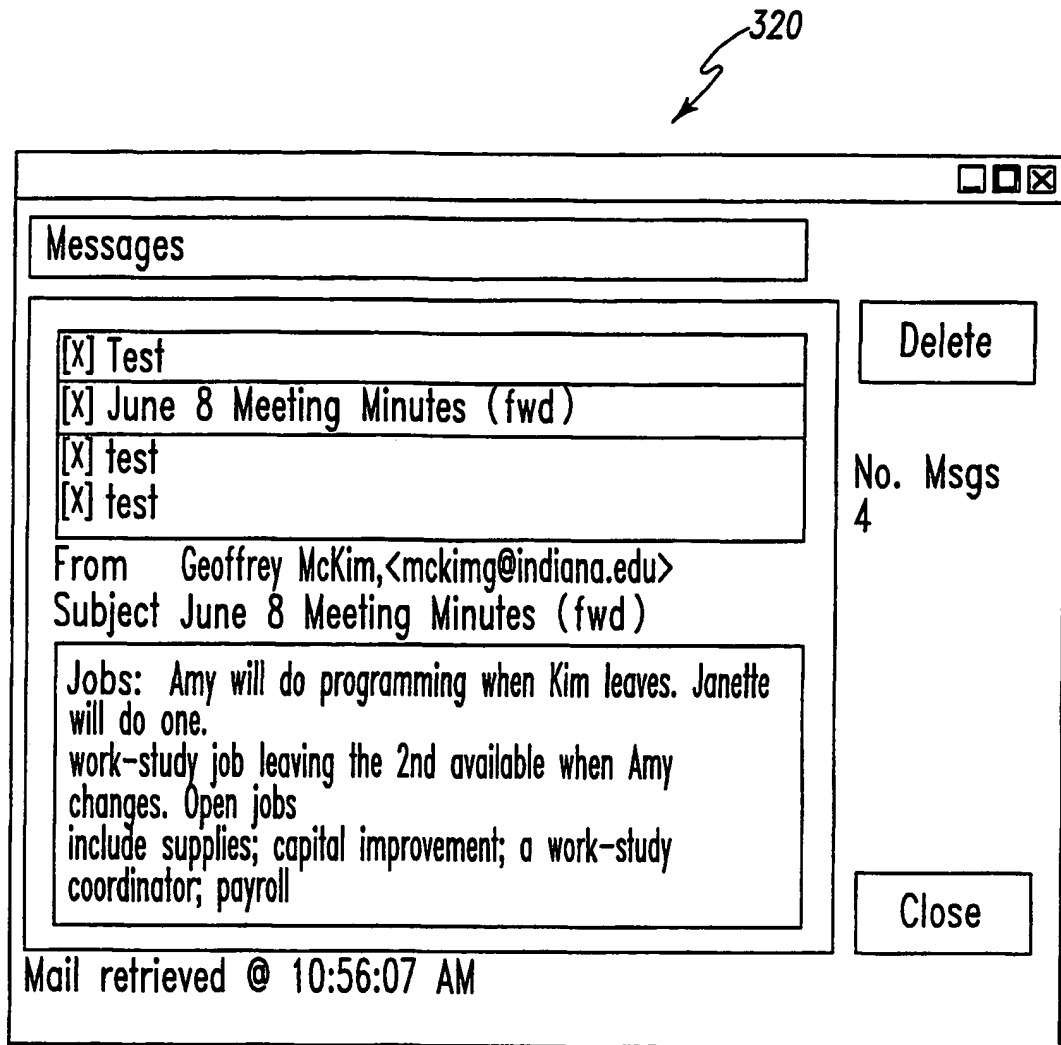 320
Messages
[X] Test
[X] June 8 Meeting Minutes (fwd)
[X] test
[X] test
Delete
No. Msgs
4
From Geoffrey McKim,<mckimg@indiana.edu>
Subject June 8 Meeting Minutes (fwd)
Jobs: Amy will do programming when Kim leaves. Janette
will do one.
work-study job leaving the 2nd available when Amy
changes. Open jobs
include supplies; capital improvement; a work-study
coordinator; payroll
Close
Mail retrieved @ 10:56:07 AM